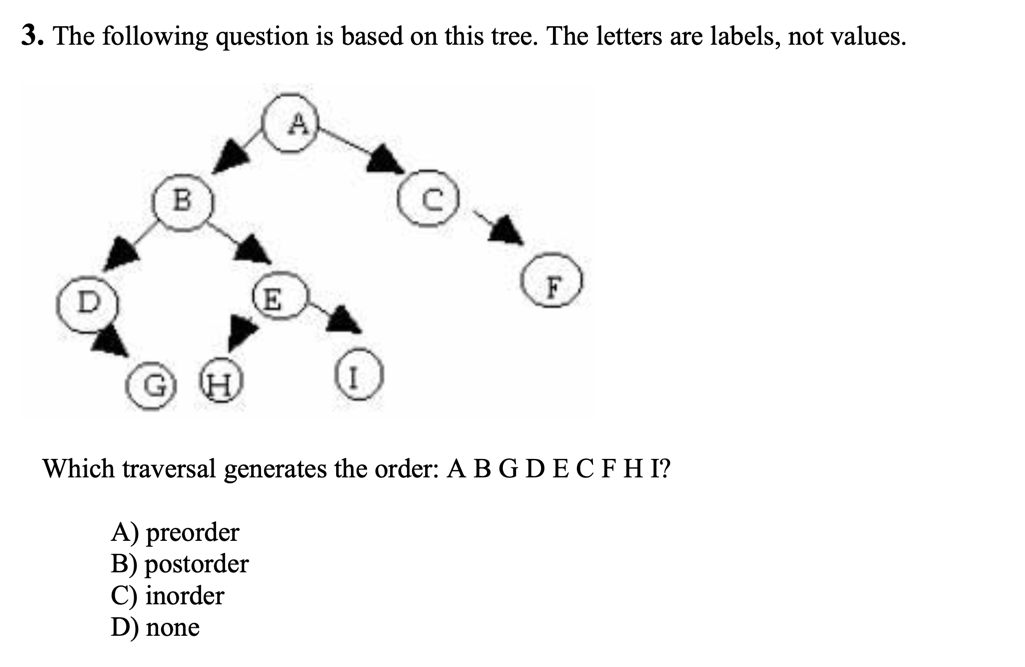 3. The following question is based on this tree. The letters are labels, not values.
A
B
C
D
E
F
G
H
I
Which traversal generates the order: A B G D E C F H I?
A) preorder
B) postorder
C) inorder
D) none